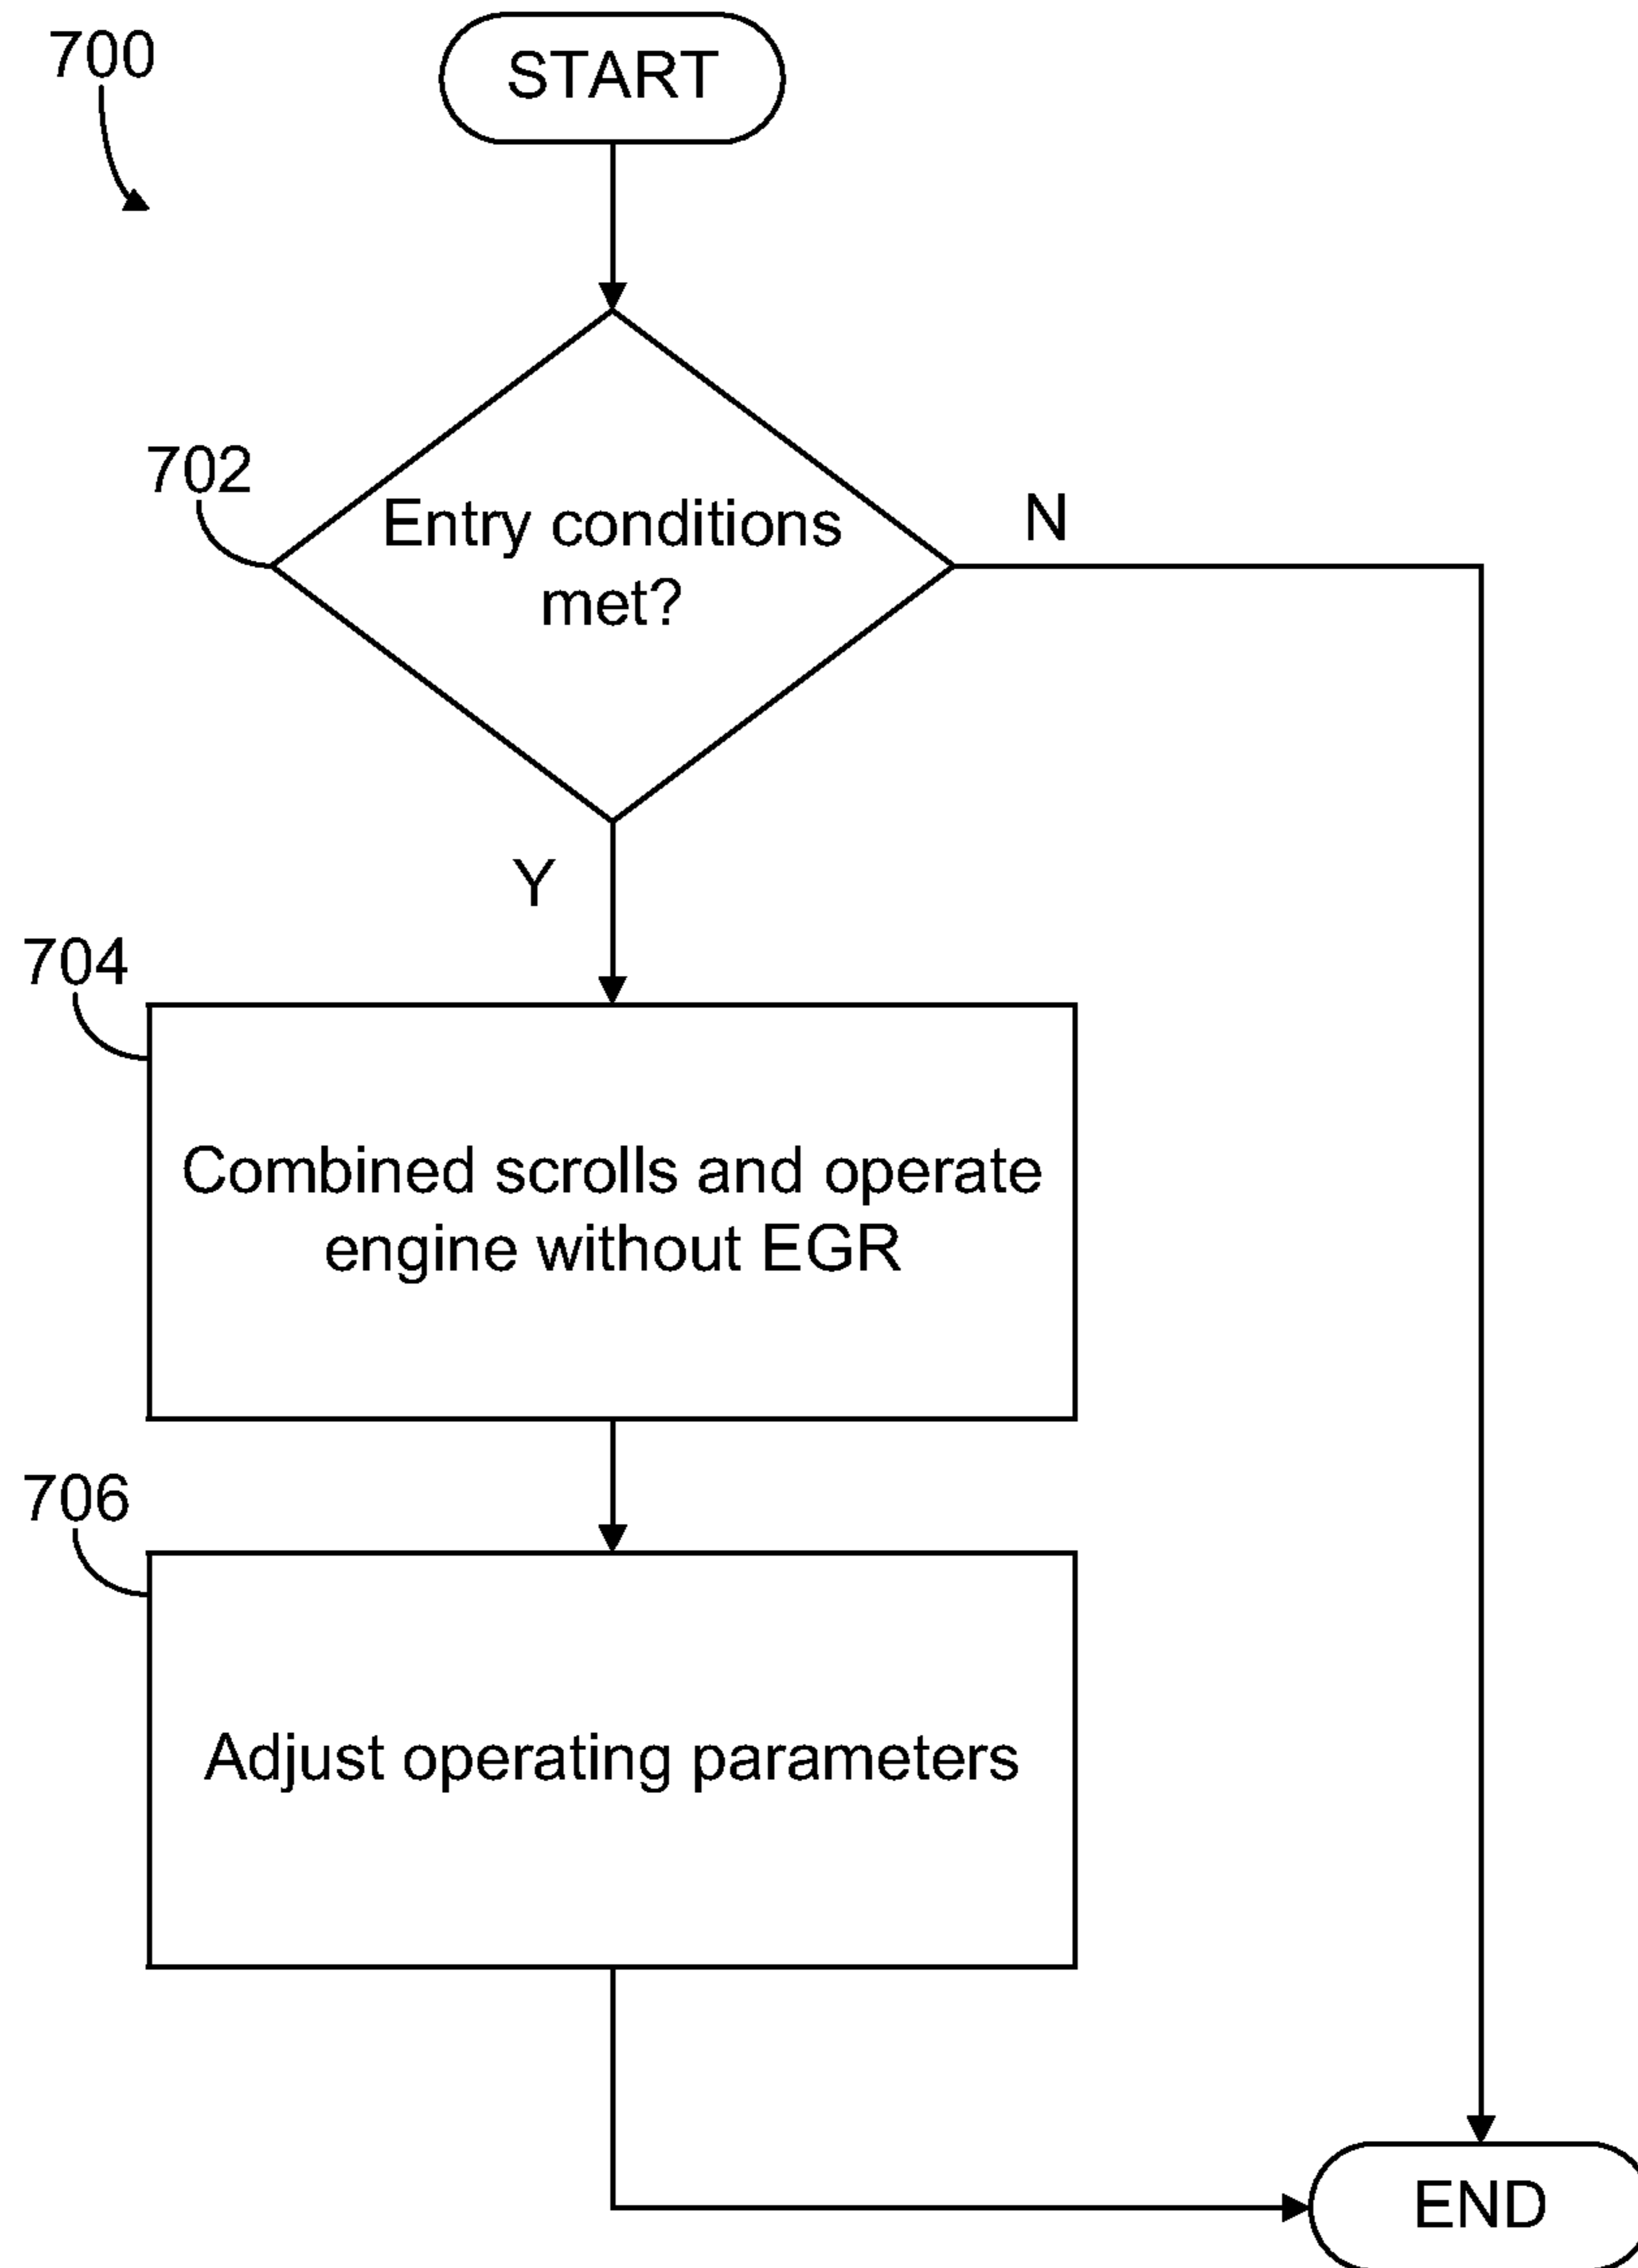 700
START
702
Entry conditions
met?
N
Y
704
Combined scrolls and operate
engine without EGR
706
Adjust operating parameters
END